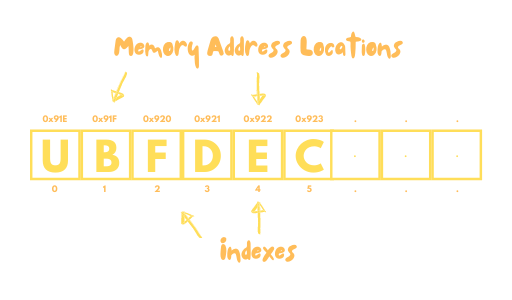 Memory Address Locations
0x91E 0x91F 0x920 0x921 0x922 0x923 . . .
U B F D E C . . .
0 1 2 3 4 5 . . .
indexes